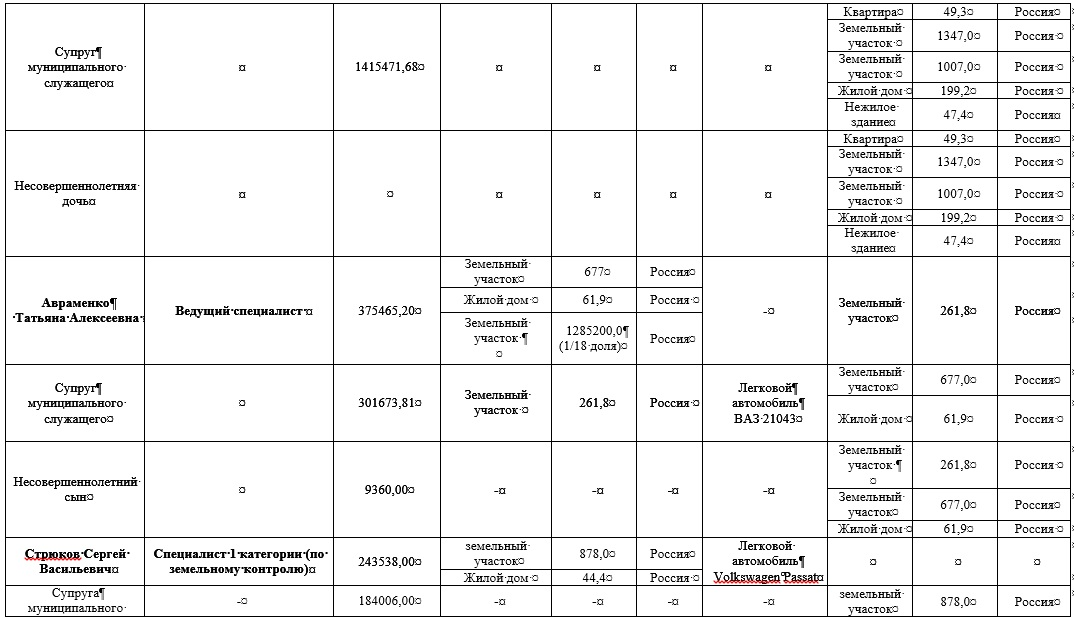 Супруг
муниципального
служащего
1415471,68
Квартира
49,3
Россия
Земельный
участок
1347,0
Россия
Земельный
участок
1007,0
Россия
Жилой дом
199,2
Россия
Нежилое
здание
47,4
Россия
Несовершеннолетняя
дочь
Квартира
49,3
Россия
Земельный
участок
1347,0
Россия
Земельный
участок
1007,0
Россия
Жилой дом
199,2
Россия
Нежилое
здание
47,4
Россия
Авраменко
Татьяна Алексеевна
Ведущий специалист
375465,20
Земельный
участок
677
Россия
Жилой дом
61,9
Россия
Земельный
участок
1285200,0
(1/18 доля)
Россия
-
Земельный
участок
261,8
Россия
Супруг
муниципального
служащего
301673,81
Земельный
участок
261,8
Россия
Легковой
автомобиль
ВАЗ 21043
Земельный
участок
677,0
Россия
Жилой дом
61,9
Россия
Несовершеннолетний
сын
9360,00
-
-
-
-
Земельный
участок
261,8
Россия
Земельный
участок
677,0
Россия
Жилой дом
61,9
Россия
Стрюков Сергей
Васильевич
Специалист 1 категории (по
земельному контролю)
243538,00
земельный
участок
878,0
Россия
Жилой дом
44,4
Россия
Легковой
автомобиль
Volkswagen Passat
Супруга
муниципального
-
184006,00
-
-
-
-
земельный
участок
878,0
Россия